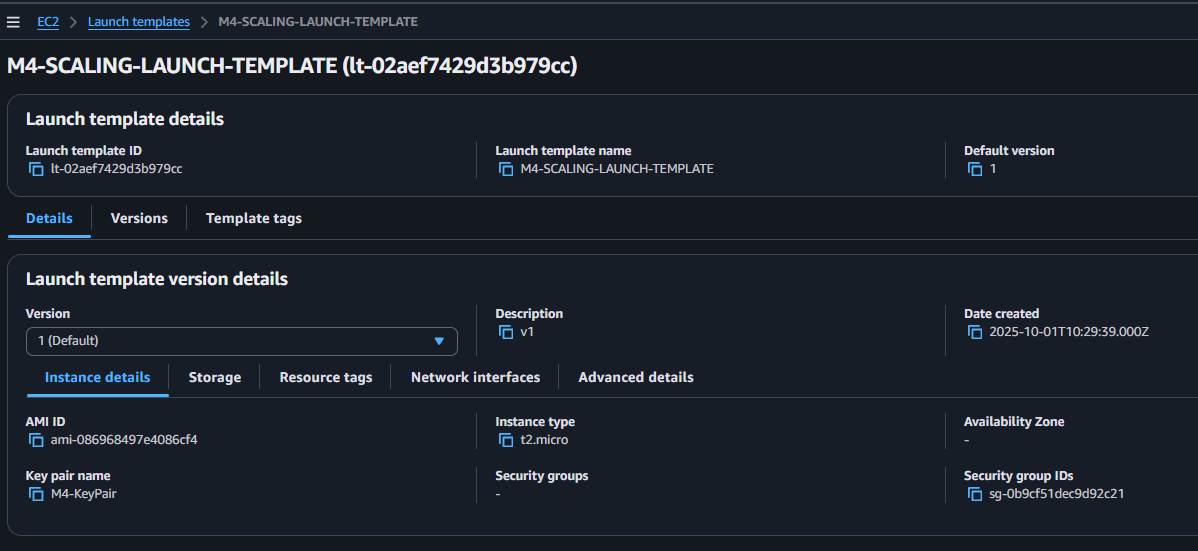 EC2 > Launch templates > M4-SCALING-LAUNCH-TEMPLATE
M4-SCALING-LAUNCH-TEMPLATE (lt-02aef7429d3b979cc)
Launch template details
Launch template ID
lt-02aef7429d3b979cc
Launch template name
M4-SCALING-LAUNCH-TEMPLATE
Default version
1
Details Versions Template tags
Launch template version details
Version
1 (Default)
Description
v1
Date created
2025-10-01T10:29:39.000Z
Instance details Storage Resource tags Network interfaces Advanced details
AMI ID
ami-086968497e4086cf4
Instance type
t2.micro
Availability Zone
-
Key pair name
M4-KeyPair
Security groups
-
Security group IDs
sg-0b9cf51dec9d92c21